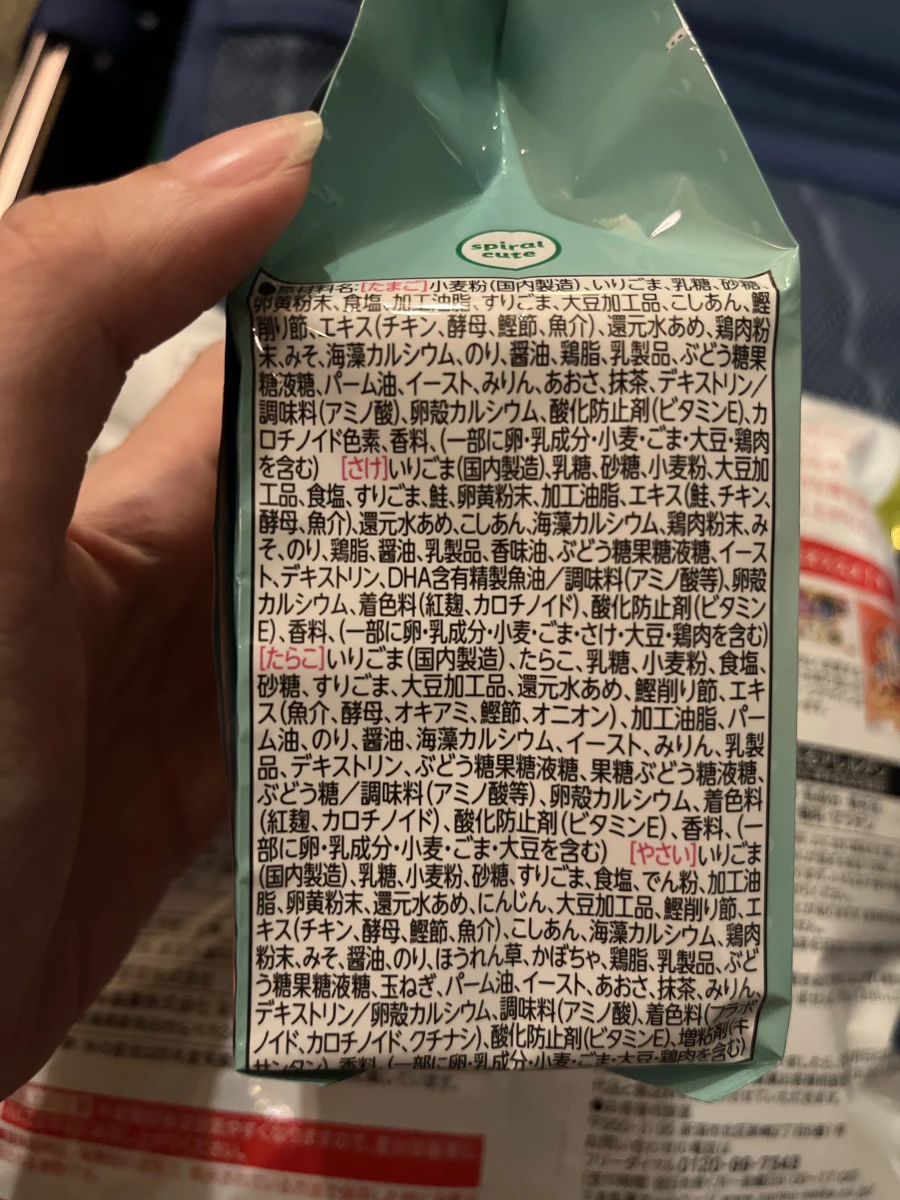 spiral
cute
●原材料名:[たまご]小麦粉(国内製造)、いりごま、乳糖、砂糖、
卵黄粉末、食塩、加工油脂、すりごま、大豆加工品、こしあん、鰹
削り節、エキス(チキン、酵母、鰹節、魚介)、還元水あめ、鶏肉粉
末、みそ、海藻カルシウム、のり、醤油、鶏脂、乳製品、ぶどう糖果
糖液糖、パーム油、イースト、みりん、あおさ、抹茶、デキストリン/
調味料(アミノ酸)、卵殻カルシウム、酸化防止剤(ビタミンE)、カ
ロチノイド色素、香料、(一部に卵・乳成分・小麦・ごま・大豆・鶏肉
を含む) [さけ]いりごま(国内製造)、乳糖、砂糖、小麦粉、大豆加
工品、食塩、すりごま、鮭、卵黄粉末、加工油脂、エキス(鮭、チキン、
酵母、魚介)、還元水あめ、こしあん、海藻カルシウム、鶏肉粉末、み
そ、のり、鶏脂、醤油、乳製品、香味油、ぶどう糖果糖液糖、イース
ト、デキストリン、DHA含有精製魚油/調味料(アミノ酸等)、卵殻
カルシウム、着色料(紅麹、カロチノイド)、酸化防止剤(ビタミン
E)、香料、(一部に卵・乳成分・小麦・ごま・さけ・大豆・鶏肉を含む)
[たらこ]いりごま(国内製造)、たらこ、乳糖、小麦粉、食塩、
砂糖、すりごま、大豆加工品、還元水あめ、鰹削り節、エキ
ス(魚介、酵母、オキアミ、鰹節、オニオン)、加工油脂、パー
ム油、のり、醤油、海藻カルシウム、イースト、みりん、乳製
品、デキストリン、ぶどう糖果糖液糖、果糖ぶどう糖液糖、
ぶどう糖/調味料(アミノ酸等)、卵殻カルシウム、着色料
(紅麹、カロチノイド)、酸化防止剤(ビタミンE)、香料、(一
部に卵・乳成分・小麦・ごま・大豆を含む) [やさい]いりごま
(国内製造)、乳糖、小麦粉、砂糖、すりごま、食塩、でん粉、加工油
脂、卵黄粉末、還元水あめ、にんじん、大豆加工品、鰹削り節、エ
キス(チキン、酵母、鰹節、魚介)、こしあん、海藻カルシウム、鶏肉
粉末、みそ、醤油、のり、ほうれん草、かぼちゃ、鶏脂、乳製品、ぶど
う糖果糖液糖、玉ねぎ、パーム油、イースト、あおさ、抹茶、みりん、
デキストリン/卵殻カルシウム、調味料(アミノ酸)、着色料(フラボ
ノイド、カロチノイド、クチナシ)、酸化防止剤(ビタミンE)、増粘剤(キ
サンタン)、香料、(一部に卵・乳成分・小麦・ごま・大豆・鶏肉を含む)